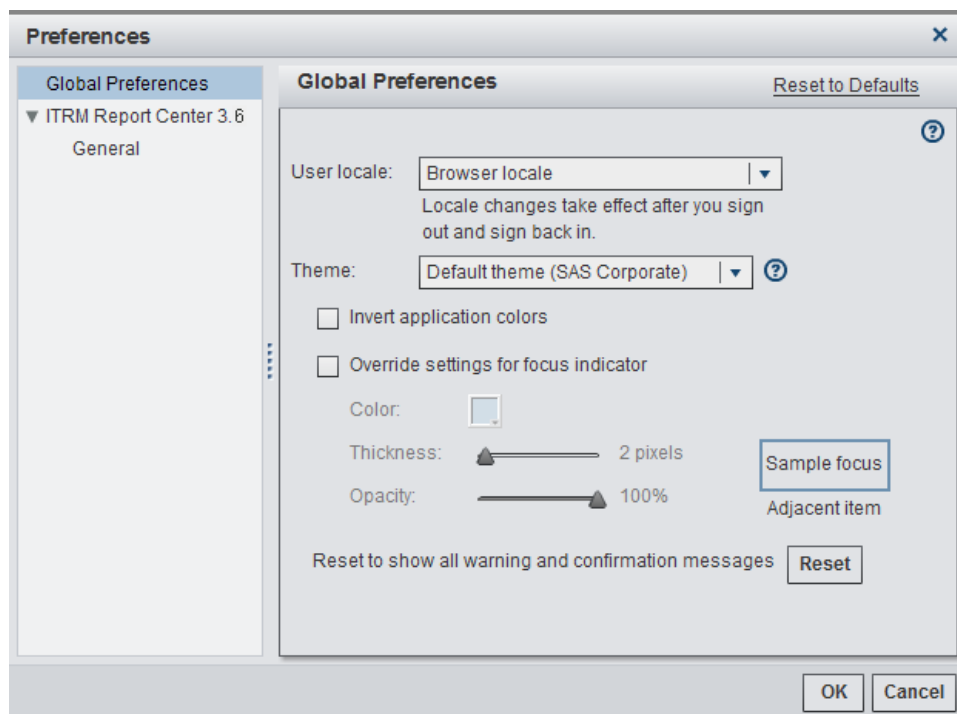 Preferences
Global Preferences
ITRM Report Center 3.6
General
Global Preferences
Reset to Defaults
User locale:
Browser locale
Locale changes take effect after you sign
out and sign back in.
Theme:
Default theme (SAS Corporate)
Invert application colors
Override settings for focus indicator
Color:
Thickness:
2 pixels
Opacity:
100%
Sample focus
Adjacent item
Reset to show all warning and confirmation messages
Reset
OK
Cancel